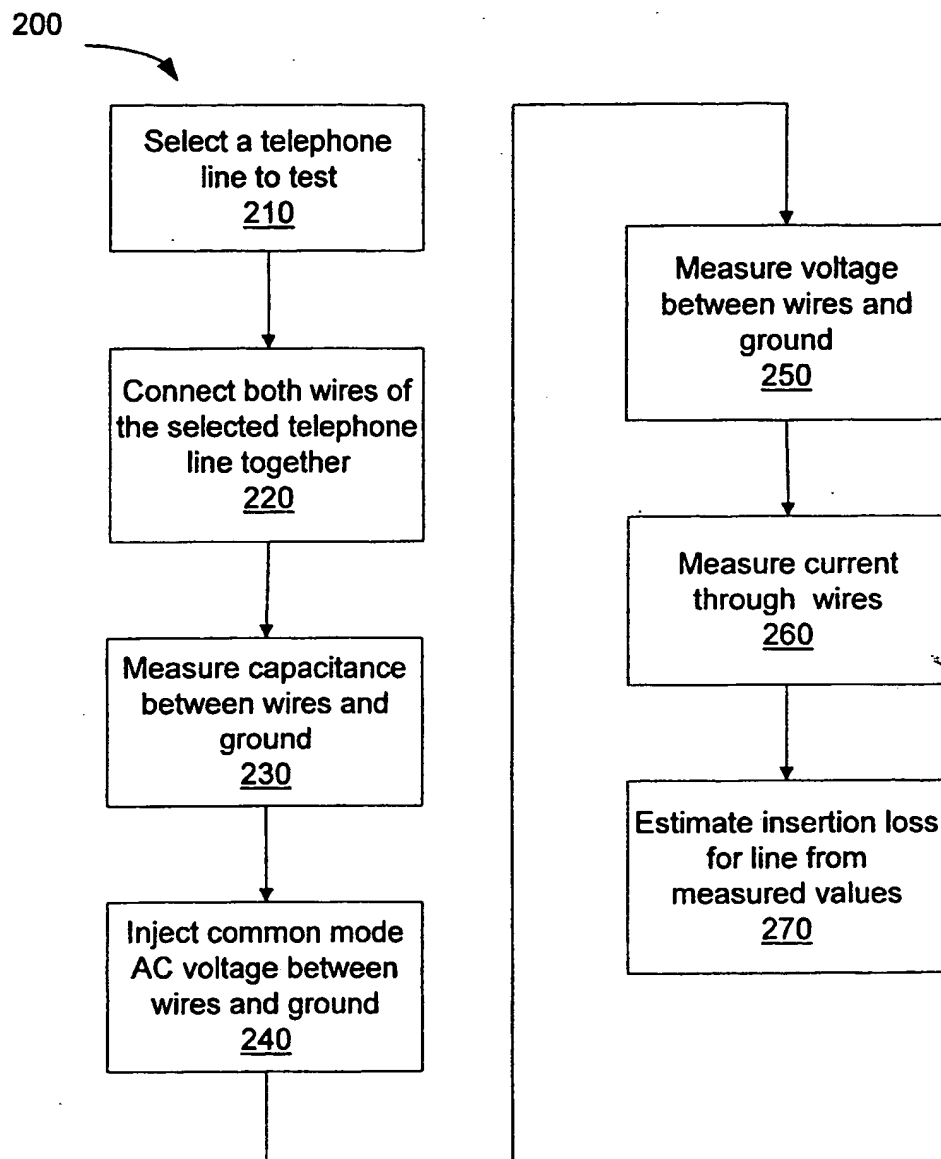 200
Select a telephone
line to test
210
Connect both wires of
the selected telephone
line together
220
Measure capacitance
between wires and
ground
230
Inject common mode
AC voltage between
wires and ground
240
Measure voltage
between wires and
ground
250
Measure current
through wires
260
Estimate insertion loss
for line from
measured values
270